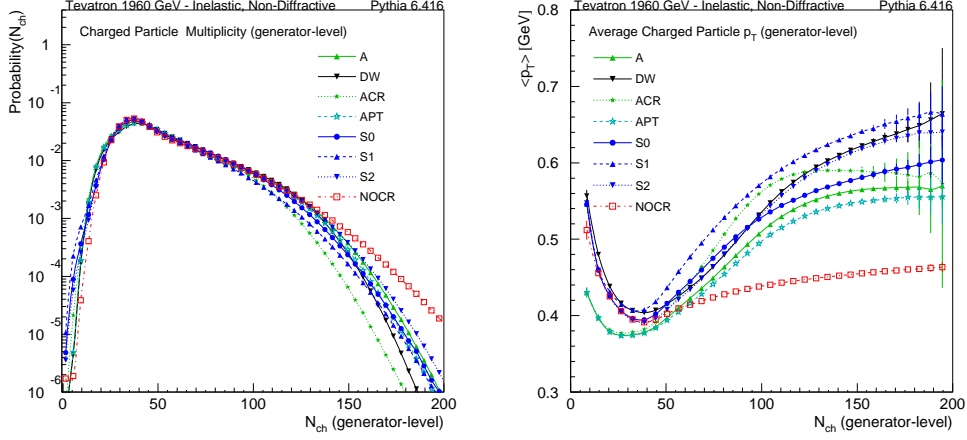 Tevatron 1960 GeV - Inelastic, Non-Diffractive Pythia 6.416
Charged Particle Multiplicity (generator-level)
Probability(N_ch)
A
DW
ACR
APT
S0
S1
S2
NOCR
1
10^-1
10^-2
10^-3
10^-4
10^-5
10^-6
0 50 100 150 200
N_ch (generator-level)
Tevatron 1960 GeV - Inelastic, Non-Diffractive Pythia 6.416
Average Charged Particle p_T (generator-level)
<p_T> [GeV]
A
DW
ACR
APT
S0
S1
S2
NOCR
0.8
0.7
0.6
0.5
0.4
0.3
0 50 100 150 200
N_ch (generator-level)